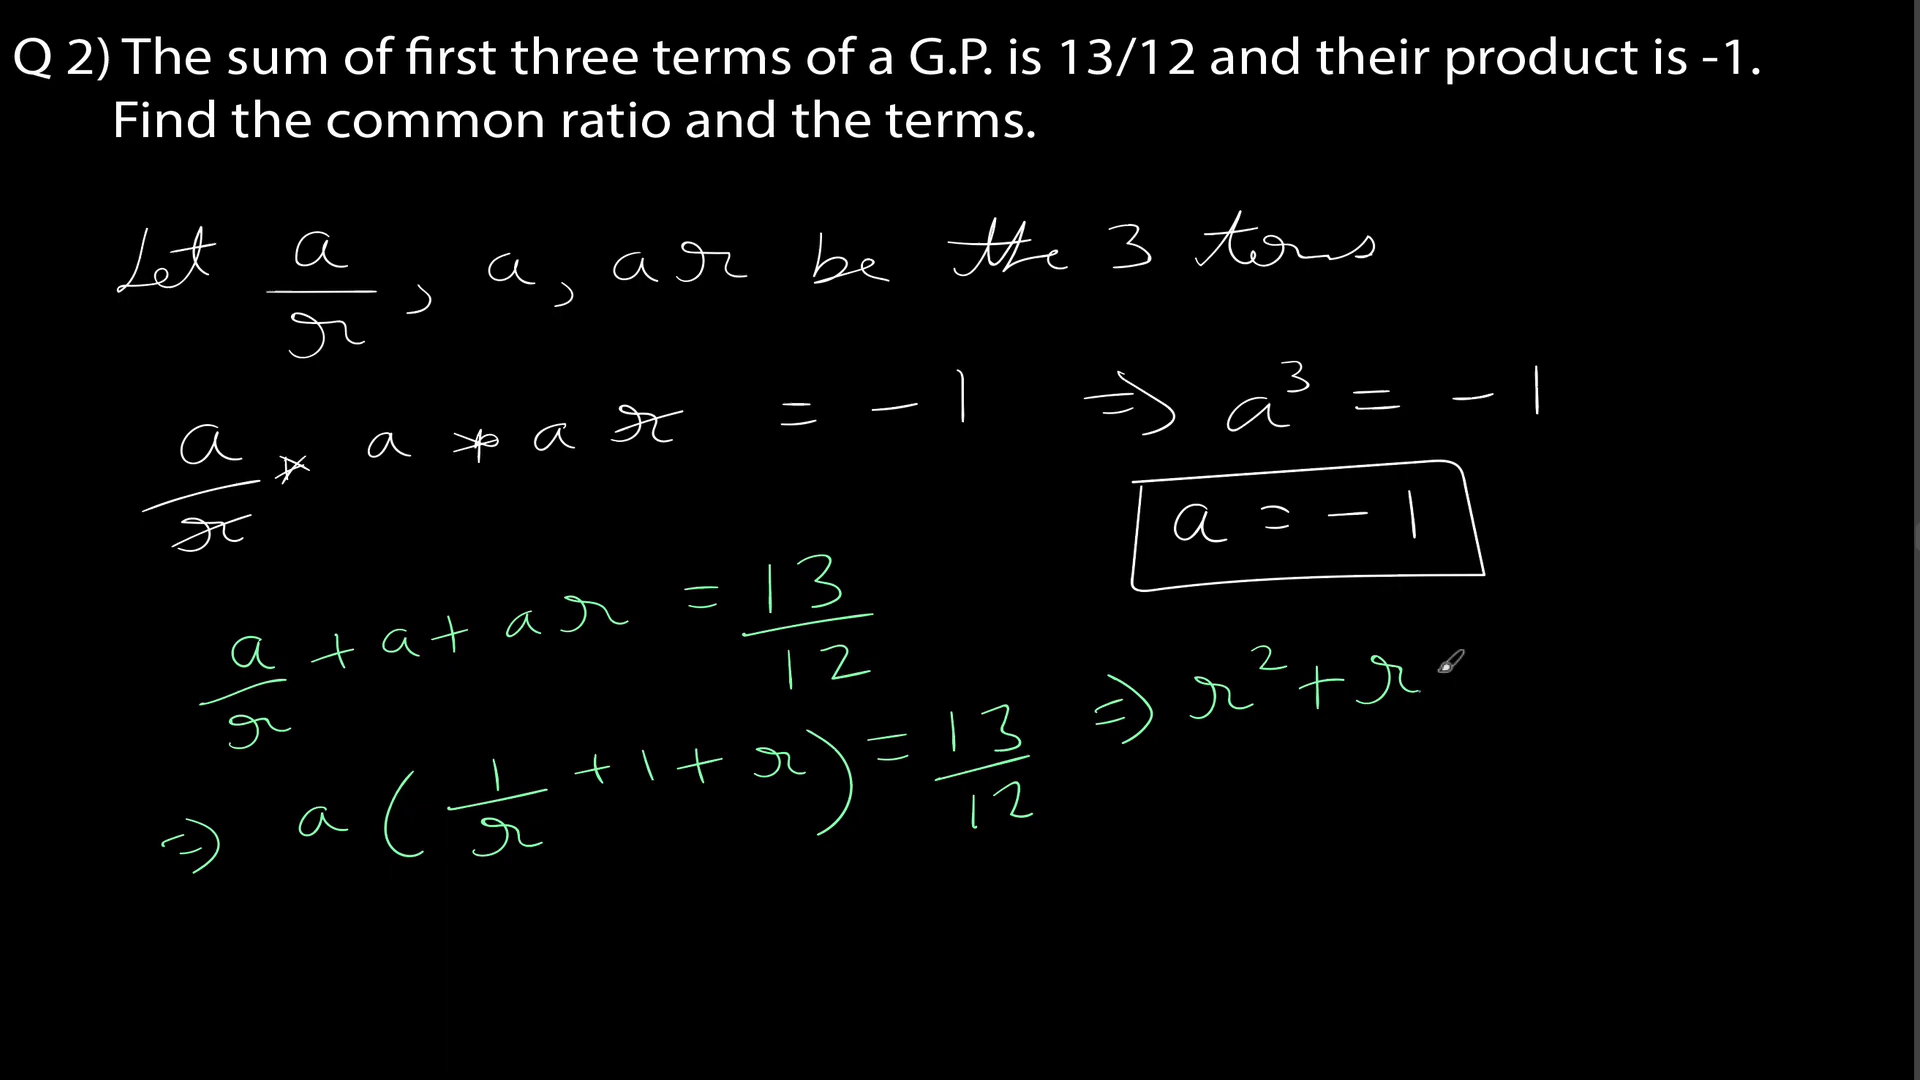 Q 2) The sum of first three terms of a G.P. is 13/12 and their product is -1.
Find the common ratio and the terms.
Let a/r, a, ar be the 3 terms
a/r * a * a r = -1 ⇒ a³ = -1
a = -1
a/r + a + ar = 13/12
⇒ a(1/r + 1 + r) = 13/12 ⇒ r² + r